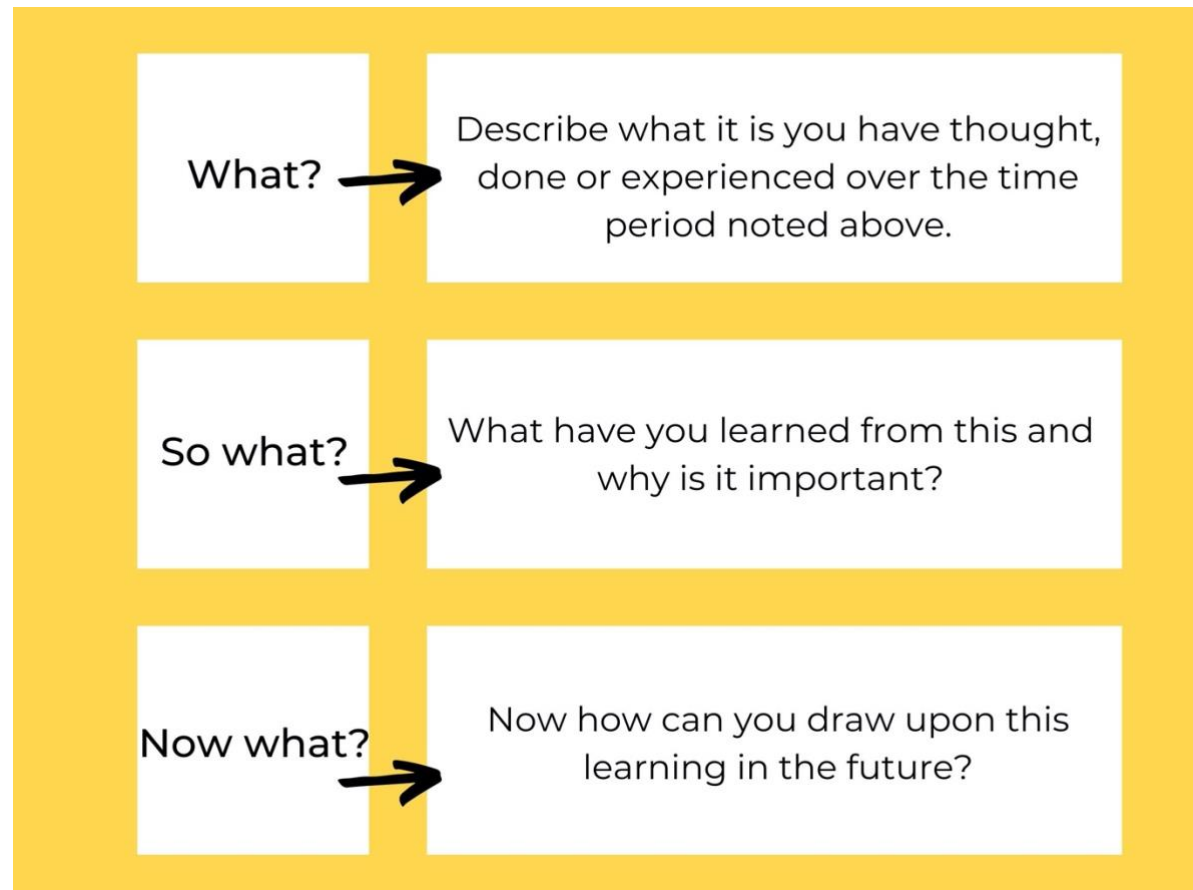 What?
Describe what it is you have thought,
done or experienced over the time
period noted above.
So what?
What have you learned from this and
why is it important?
Now what?
Now how can you draw upon this
learning in the future?